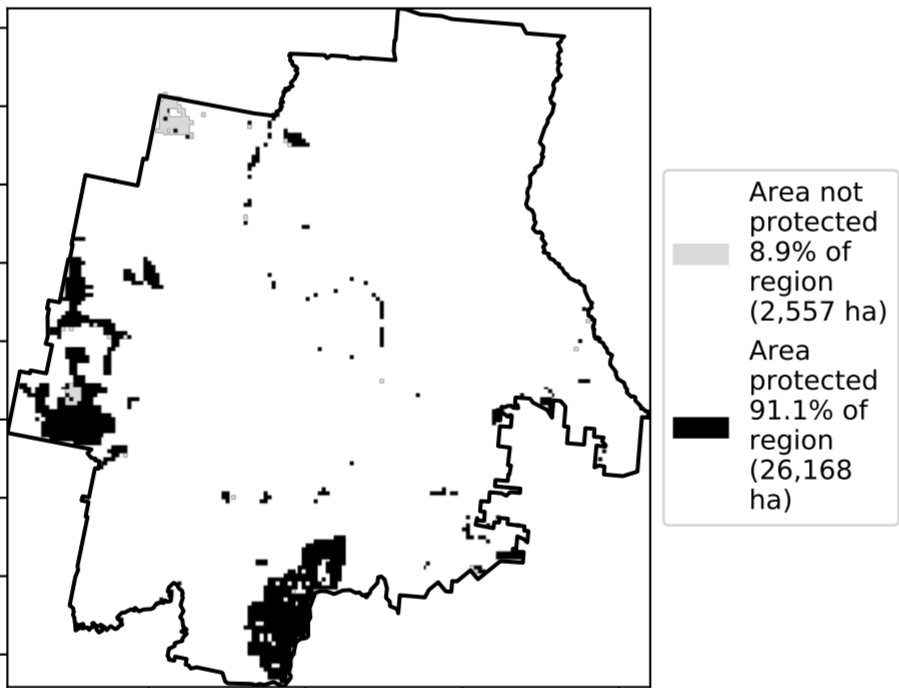 Area not
protected
8.9% of
region
(2,557 ha)
Area
protected
91.1% of
region
(26,168
ha)